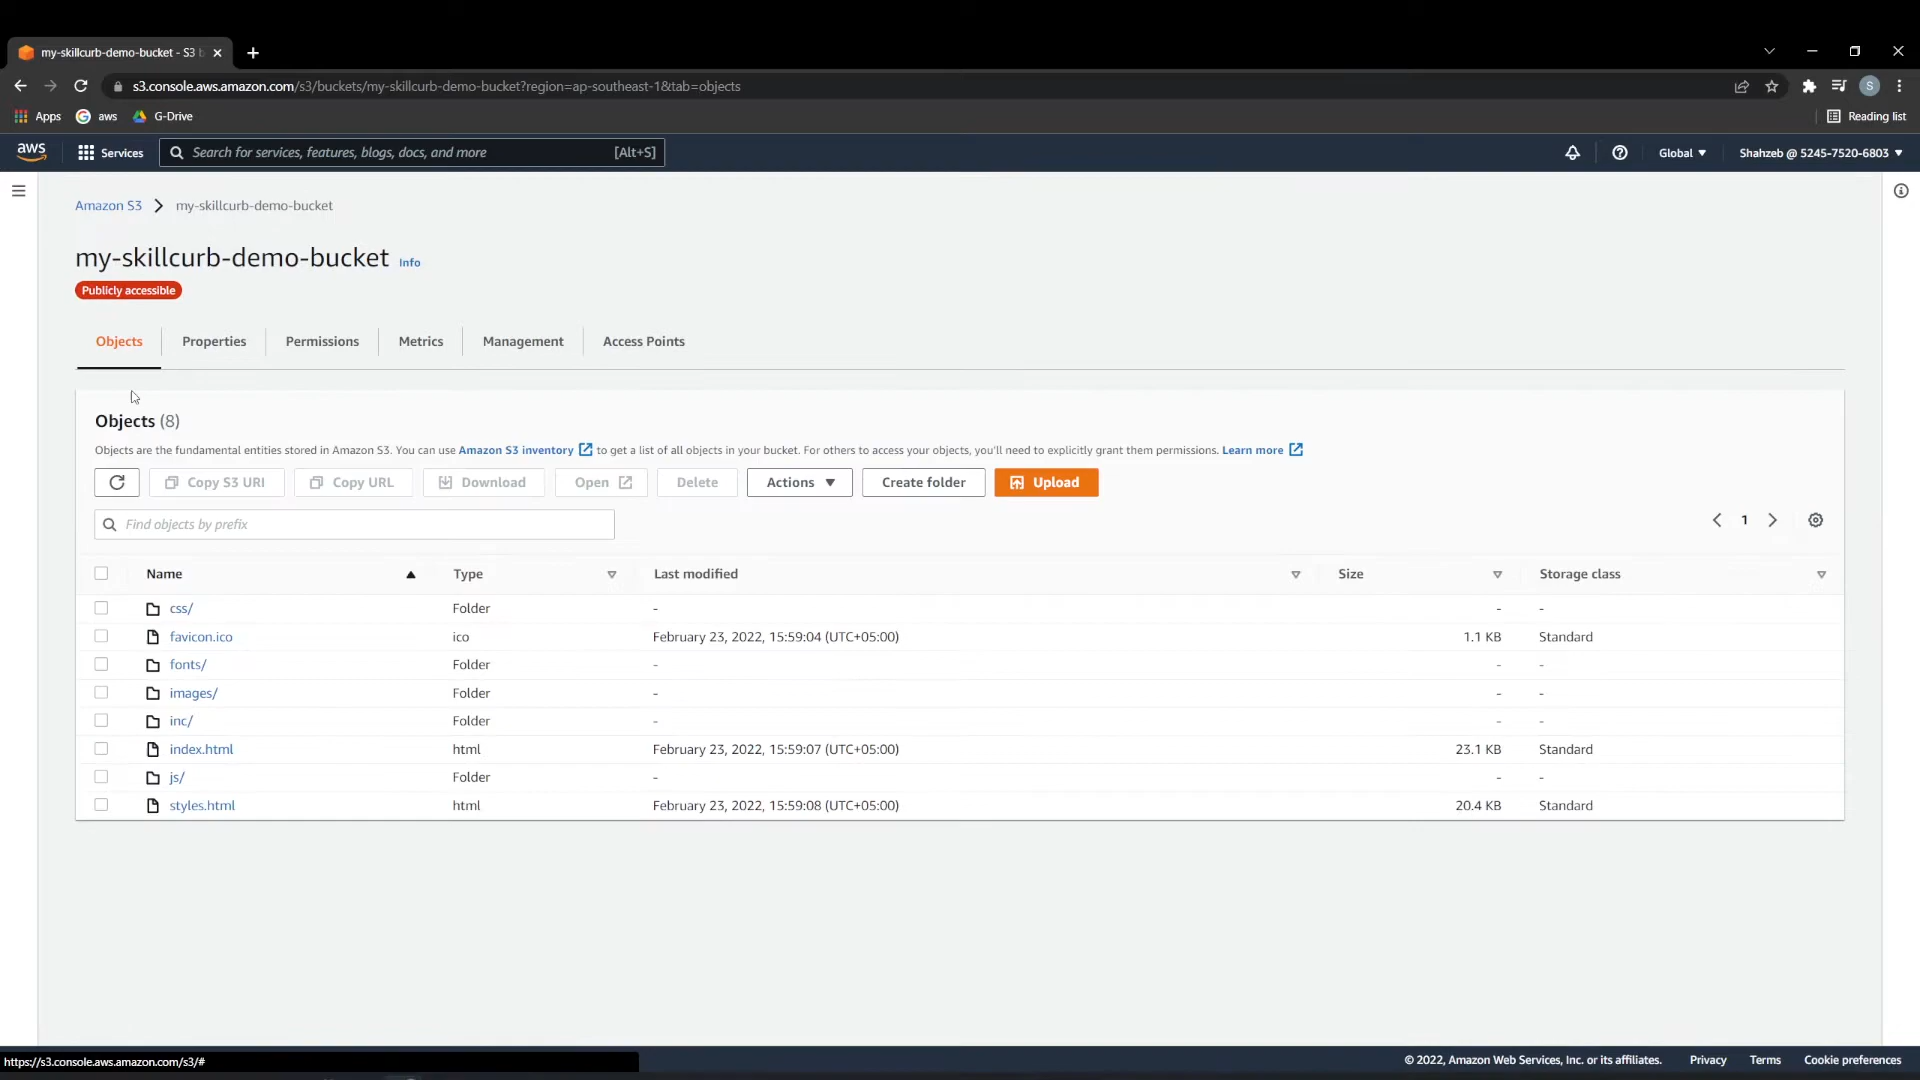 my-skillcurb-demo-bucket - S3 b
s3.console.aws.amazon.com/s3/buckets/my-skillcurb-demo-bucket?region=ap-southeast-1&tab=objects
S
Apps aws G-Drive Reading list
aws Services Search for services, features, blogs, docs, and more [Alt+S] Global Shahzeb @ 5245-7520-6803
Amazon S3 my-skillcurb-demo-bucket
my-skillcurb-demo-bucket Info
Publicly accessible
Objects Properties Permissions Metrics Management Access Points
Objects (8)
Objects are the fundamental entities stored in Amazon S3. You can use Amazon S3 inventory to get a list of all objects in your bucket. For others to access your objects, you'll need to explicitly grant them permissions. Learn more
Copy S3 URI Copy URL Download Open Delete Actions Create folder Upload
Find objects by prefix 1
Name Type Last modified Size Storage class
css/ Folder - - -
favicon.ico ico February 23, 2022, 15:59:04 (UTC+05:00) 1.1 KB Standard
fonts/ Folder - - -
images/ Folder - - -
inc/ Folder - - -
index.html html February 23, 2022, 15:59:07 (UTC+05:00) 23.1 KB Standard
js/ Folder - - -
styles.html html February 23, 2022, 15:59:08 (UTC+05:00) 20.4 KB Standard
https://s3.console.aws.amazon.com/s3/# © 2022, Amazon Web Services, Inc. or its affiliates. Privacy Terms Cookie preferences